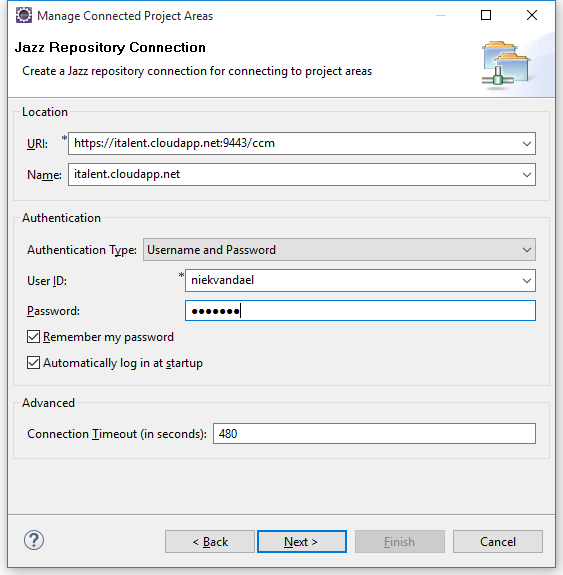 Manage Connected Project Areas
Jazz Repository Connection
Create a Jazz repository connection for connecting to project areas
Location
URI: * https://italent.cloudapp.net:9443/ccm
Name: italent.cloudapp.net
Authentication
Authentication Type: Username and Password
User ID: * niekvandael
Password: ●●●●●●●
Remember my password
Automatically log in at startup
Advanced
Connection Timeout (in seconds): 480
? < Back Next > Finish Cancel